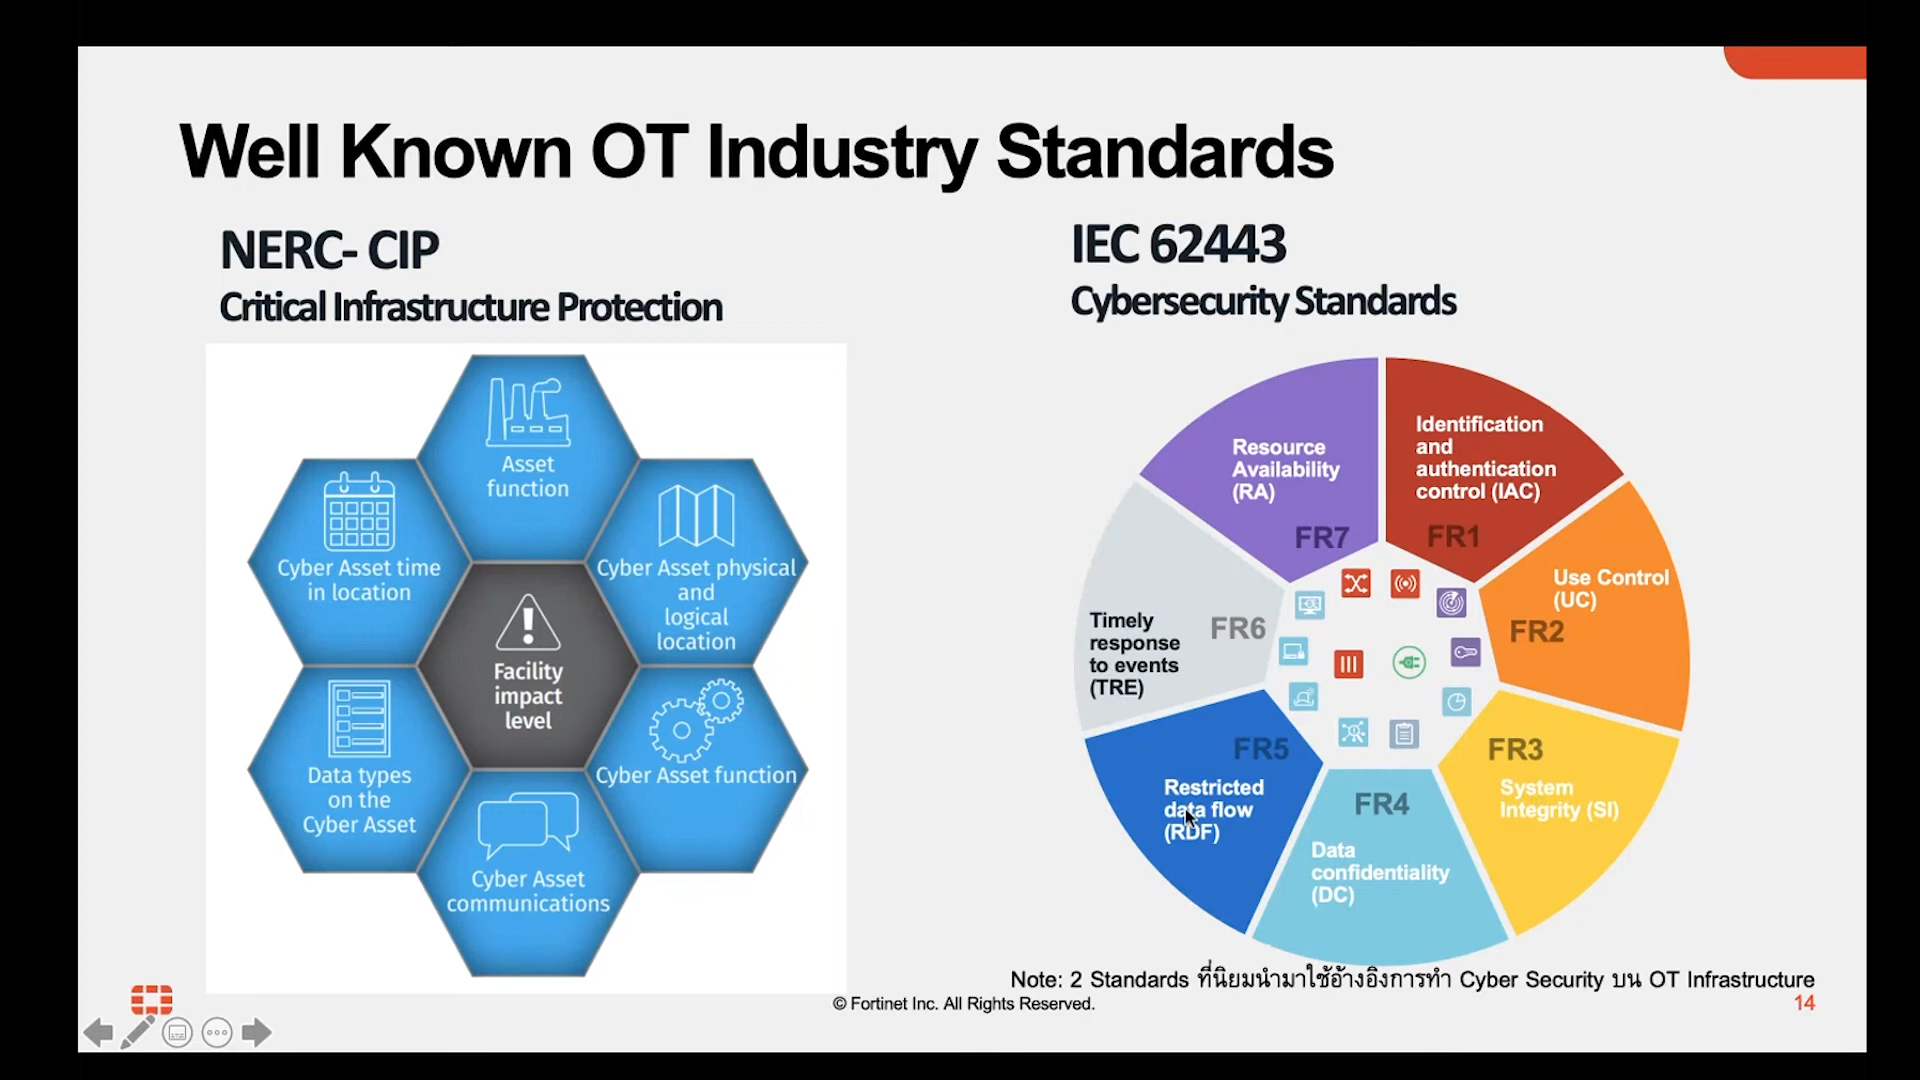 Well Known OT Industry Standards
NERC- CIP
Critical Infrastructure Protection
Asset
function
Cyber Asset time
in location
Cyber Asset physical
and
logical
location
Facility
impact
level
Data types
on the
Cyber Asset
Cyber Asset function
Cyber Asset
communications
IEC 62443
Cybersecurity Standards
Identification
and
authentication
control (IAC)
FR1
Use Control
(UC)
FR2
FR3
System
Integrity (SI)
FR4
Data
confidentiality
(DC)
FR5
Restricted
data flow
(RDF)
FR6
Timely
response
to events
(TRE)
Resource
Availability
(RA)
FR7
Note: 2 Standards ที่นิยมนำมาใช้อ้างอิงการทำ Cyber Security บน OT Infrastructure
© Fortinet Inc. All Rights Reserved.
14